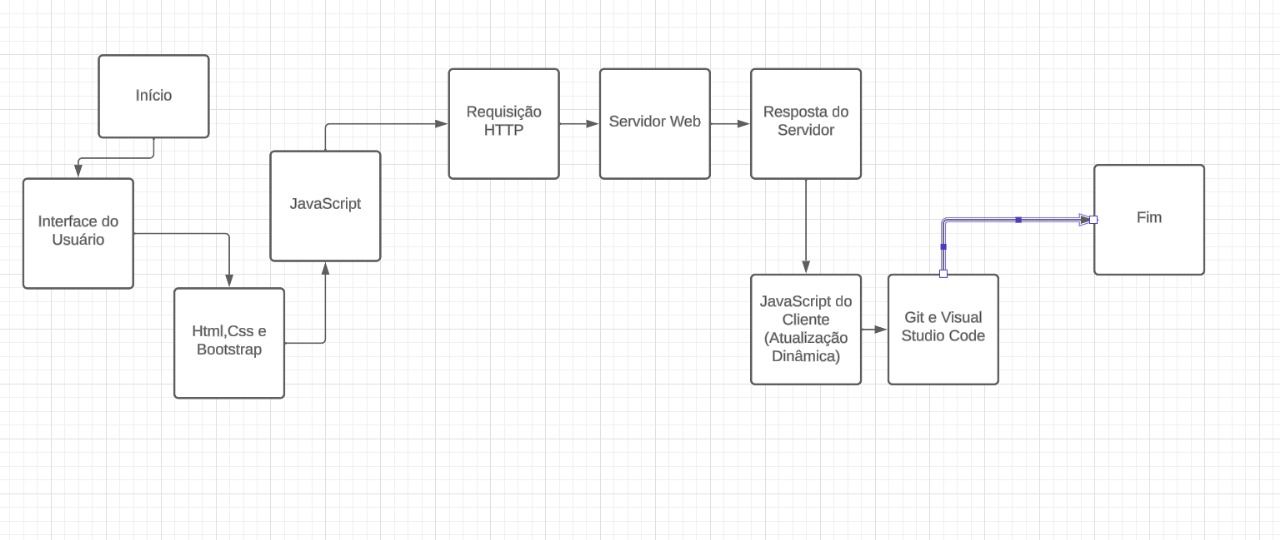 Início
Interface do
Usuário
Html,Css e
Bootstrap
JavaScript
Requisição
HTTP
Servidor Web
Resposta do
Servidor
JavaScript do
Cliente
(Atualização
Dinâmica)
Git e Visual
Studio Code
Fim